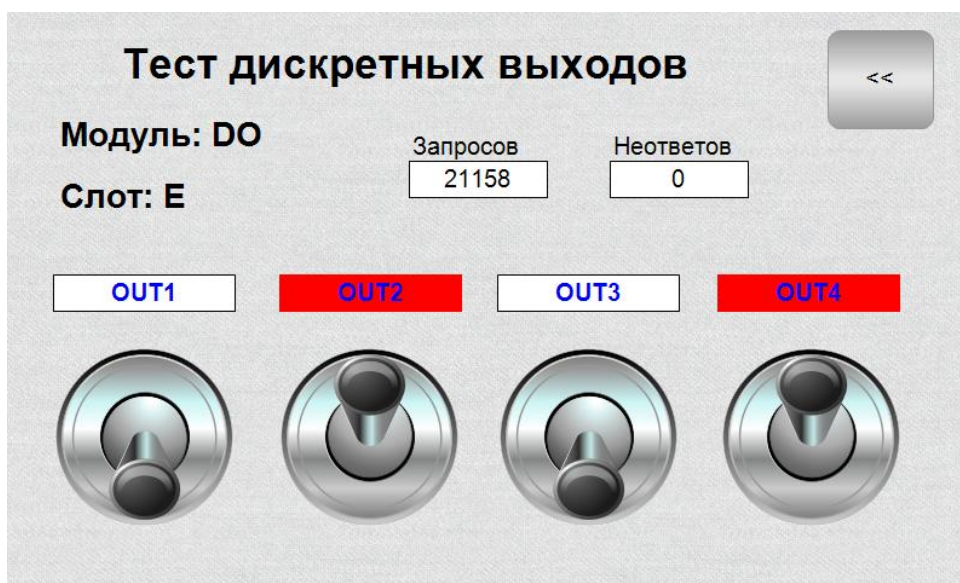 Тест дискретных выходов
<<
Модуль: DO
Слот: E
Запросов
Неответов
21158
0
OUT1
OUT2
OUT3
OUT4